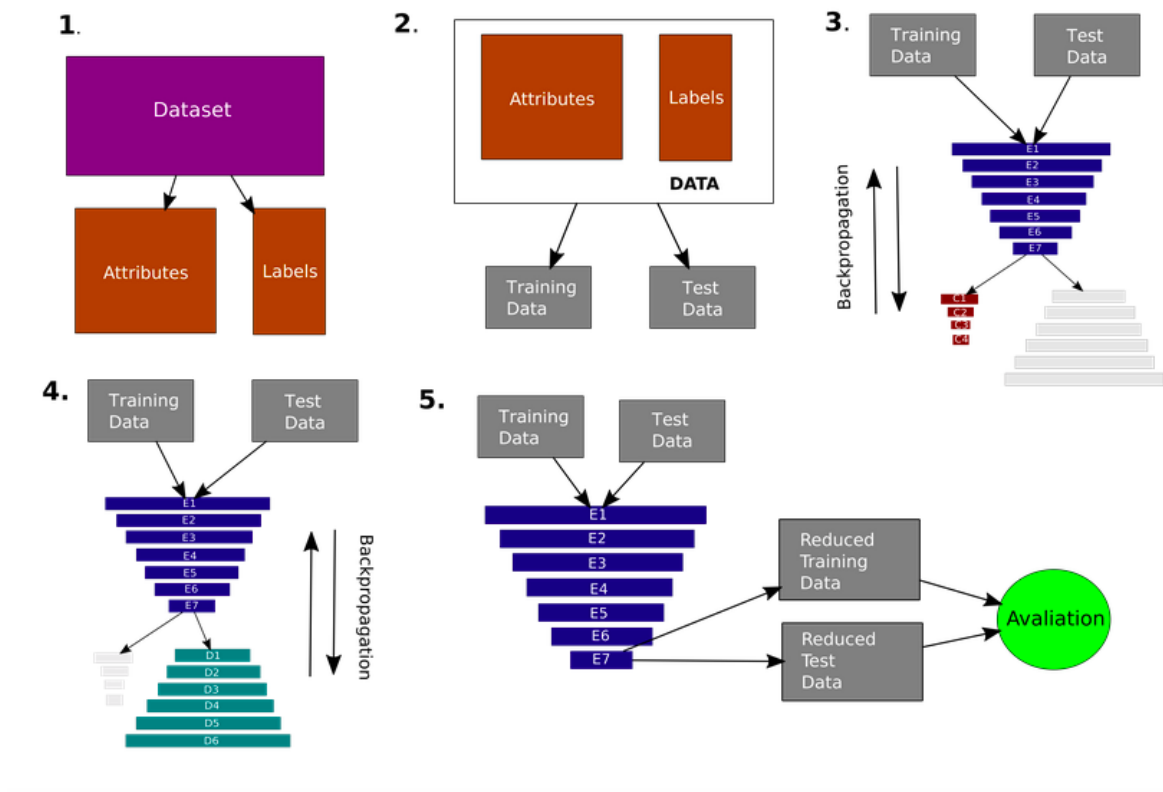 1.
Dataset
Attributes
Labels
2.
Attributes
Labels
DATA
Training
Data
Test
Data
3.
Training
Data
Test
Data
E1
E2
E3
E4
E5
E6
E7
Backpropagation
C1
C2
C3
C4
4.
Training
Data
Test
Data
E1
E2
E3
E4
E5
E6
E7
Backpropagation
D1
D2
D3
D4
D5
D6
5.
Training
Data
Test
Data
E1
E2
E3
E4
E5
E6
E7
Reduced
Training
Data
Reduced
Test
Data
Avaliation